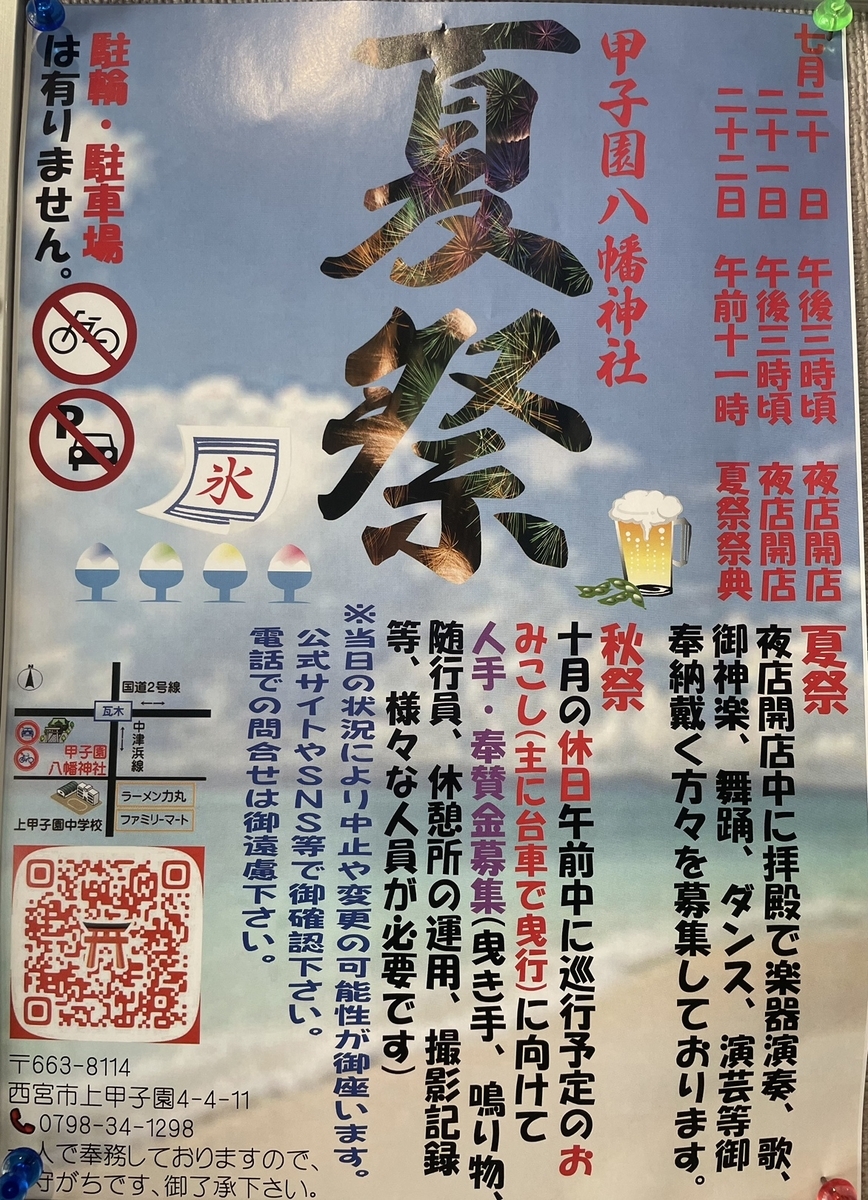 七月二十　日　午後三時頃　夜店開店
二十一日　午後三時頃　夜店開店
二十二日　午前十一時　夏祭祭典
甲子園八幡神社
夏祭
駐輪・駐車場
は有りません。
P
氷
夏祭
夜店開店中に拝殿で楽器演奏、歌、
御神楽、舞踊、ダンス、演芸等御
奉納戴く方々を募集しております。
秋祭
十月の休日午前中に巡行予定のお
みこし(主に台車で曳行)に向けて
人手・奉賛金募集(曳き手、鳴り物、
随行員、休憩所の運用、撮影記録
等、様々な人員が必要です)
※当日の状況により中止や変更の可能性が御座います。
公式サイトやSNS等で御確認下さい。
電話での問合せは御遠慮下さい。
N
国道2号線
瓦木
中津浜線
甲子園
八幡神社
ラーメン力丸
ファミリーマート
上甲子園中学校
〒663-8114
西宮市上甲子園4-4-11
0798-34-1298
人で奉務しておりますので、
守がちです、御了承下さい。